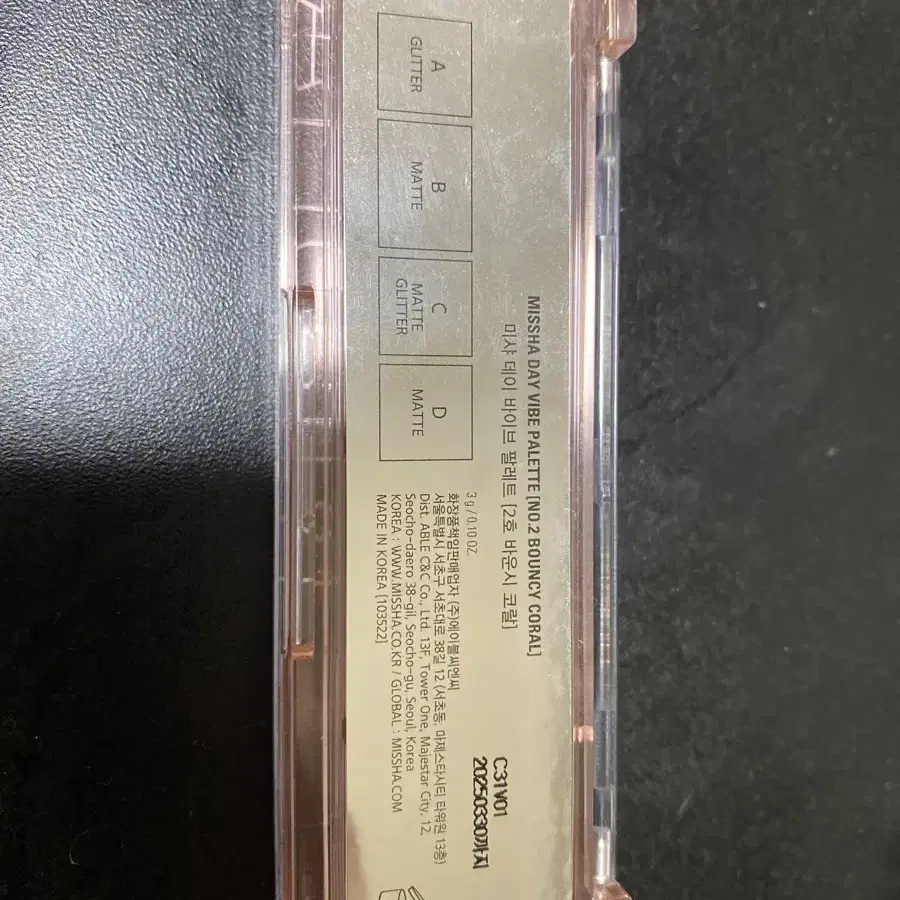 MISSHA DAY VIBE PALETTE [NO.2 BOUNCY CORAL]
미샤 데이 바이브 팔레트 [2호 바운시 코랄]
A
GLITTER
B
MATTE
C
MATTE
GLITTER
D
MATTE
3 g / 0.10 OZ.
화장품책임판매업자 (주)에이블씨엔씨
서울특별시 서초구 서초대로 38길 12 (서초동, 마제스타시티 타워원 13층)
Dist. ABLE C&C Co., Ltd. 13F, Tower One, Majestar City, 12,
Seocho-daero 38-gil, Seocho-gu, Seoul, Korea
KOREA : WWW.MISSHA.CO.KR / GLOBAL : MISSHA.COM
MADE IN KOREA [103522]
C31V01
20250330까지